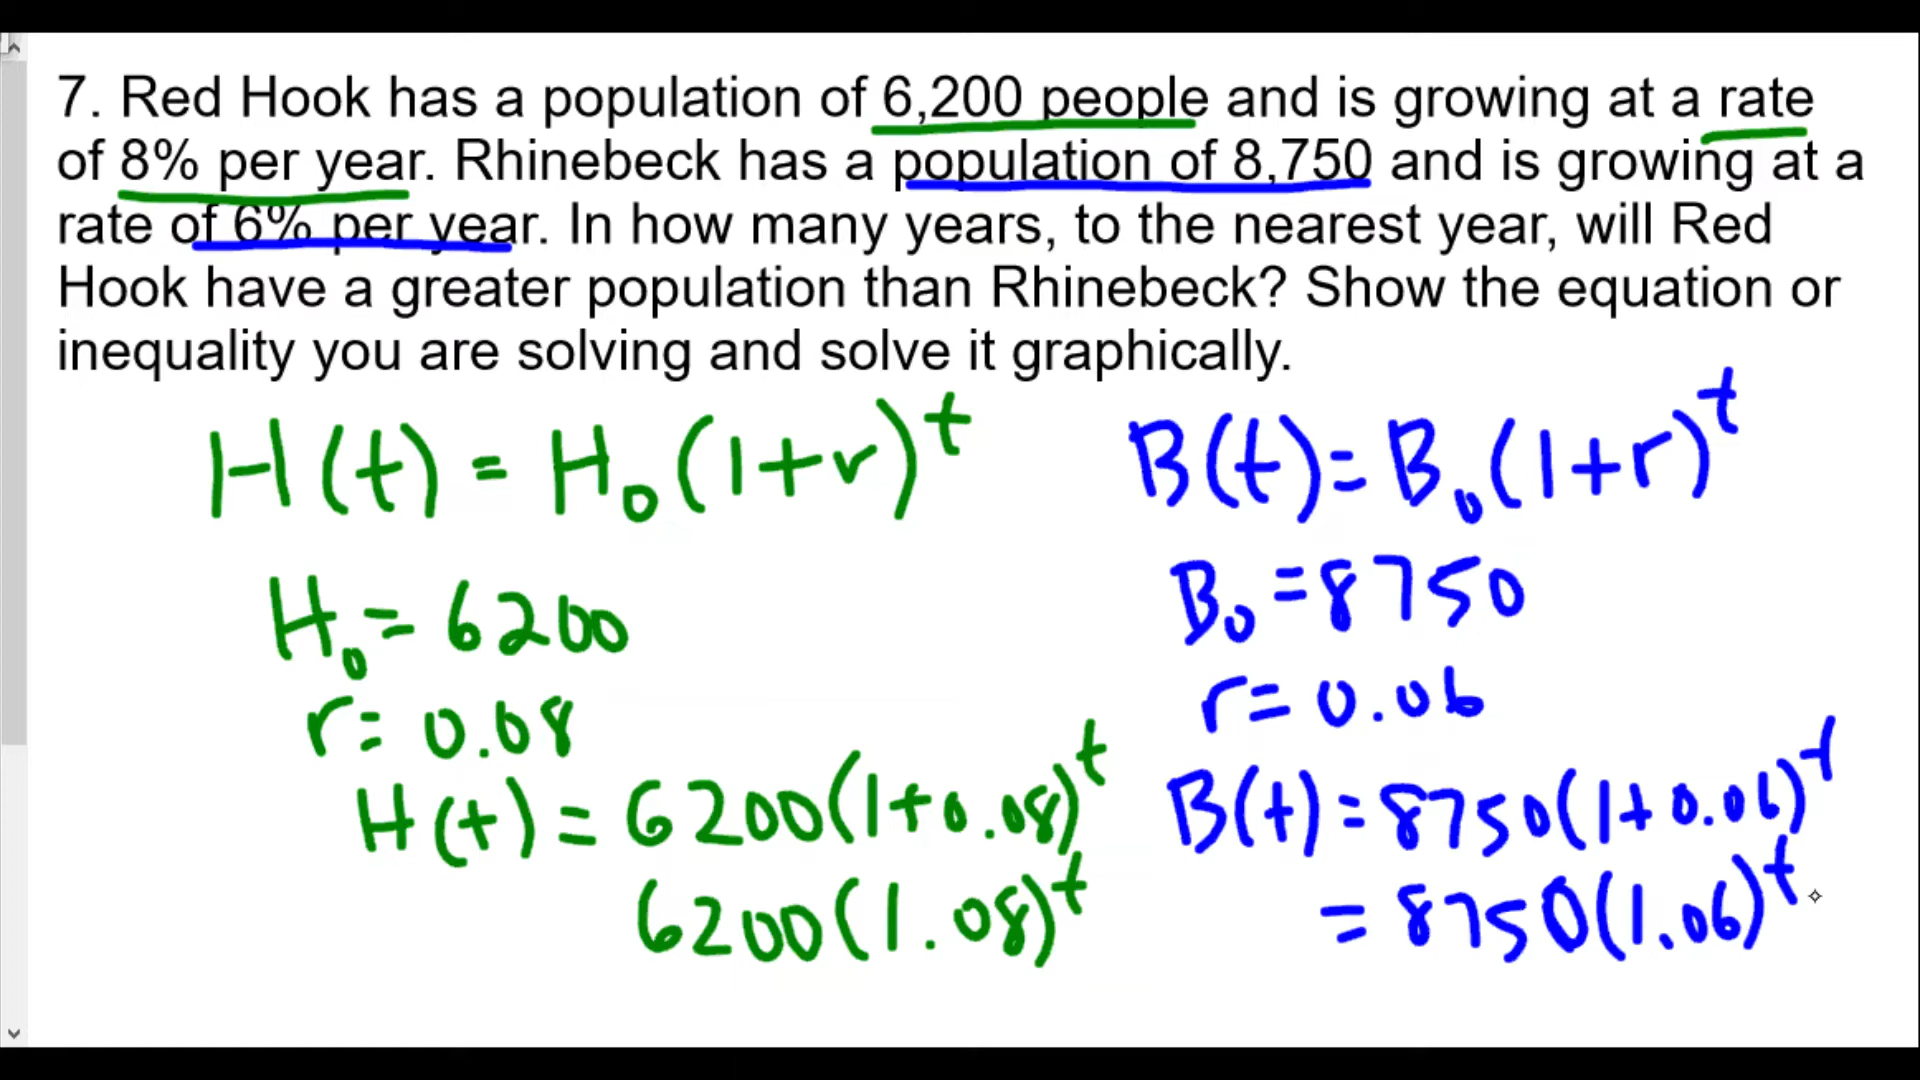 7. Red Hook has a population of 6,200 people and is growing at a rate
of 8% per year. Rhinebeck has a population of 8,750 and is growing at a
rate of 6% per year. In how many years, to the nearest year, will Red
Hook have a greater population than Rhinebeck? Show the equation or
inequality you are solving and solve it graphically.
H(t) = H₀(1+r)^t
H₀ = 6200
r = 0.08
H(t) = 6200(1+0.08)^t
6200(1.08)^t
B(t) = B₀(1+r)^t
B₀ = 8750
r = 0.06
B(t) = 8750(1+0.06)^t
= 8750(1.06)^t